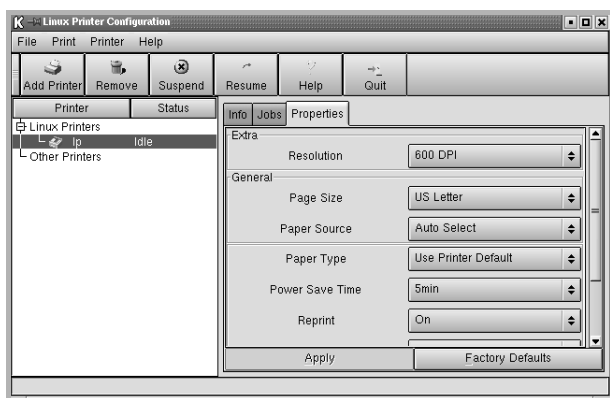 Linux Printer Configuration
File Print Printer Help
Add Printer Remove Suspend Resume Help Quit
Printer Status
Linux Printers
lp Idle
Other Printers
Info Jobs Properties
Extra
Resolution 600 DPI
General
Page Size US Letter
Paper Source Auto Select
Paper Type Use Printer Default
Power Save Time 5min
Reprint On
Apply Factory Defaults